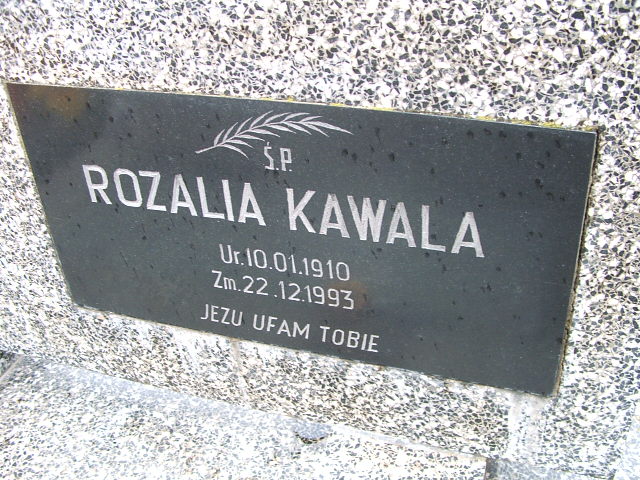 Ś.P.
ROZALIA KAWALA
Ur.10.01.1910
Zm.22.12.1993
JEZU UFAM TOBIE